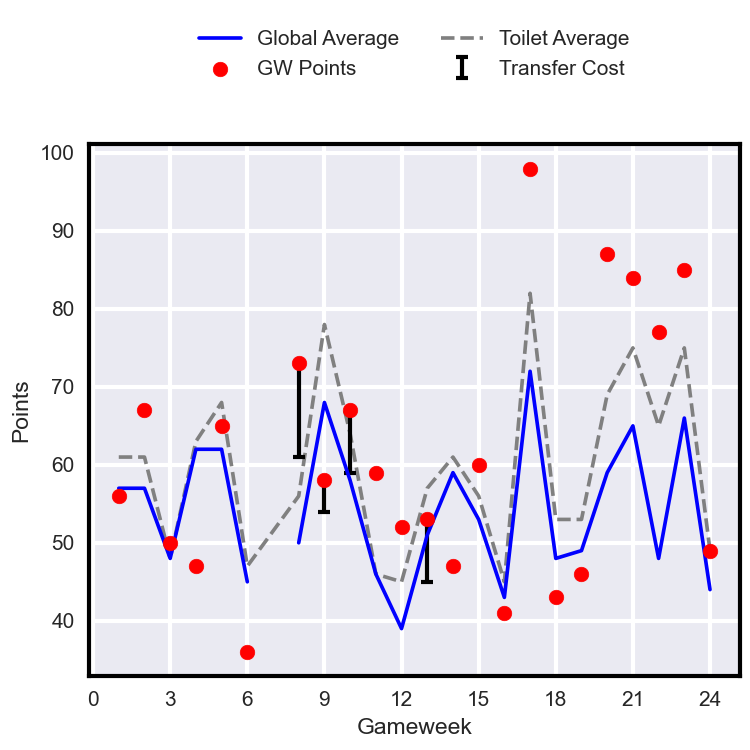 Global Average
Toilet Average
GW Points
Transfer Cost
100
90
80
70
60
50
40
Points
0 3 6 9 12 15 18 21 24
Gameweek